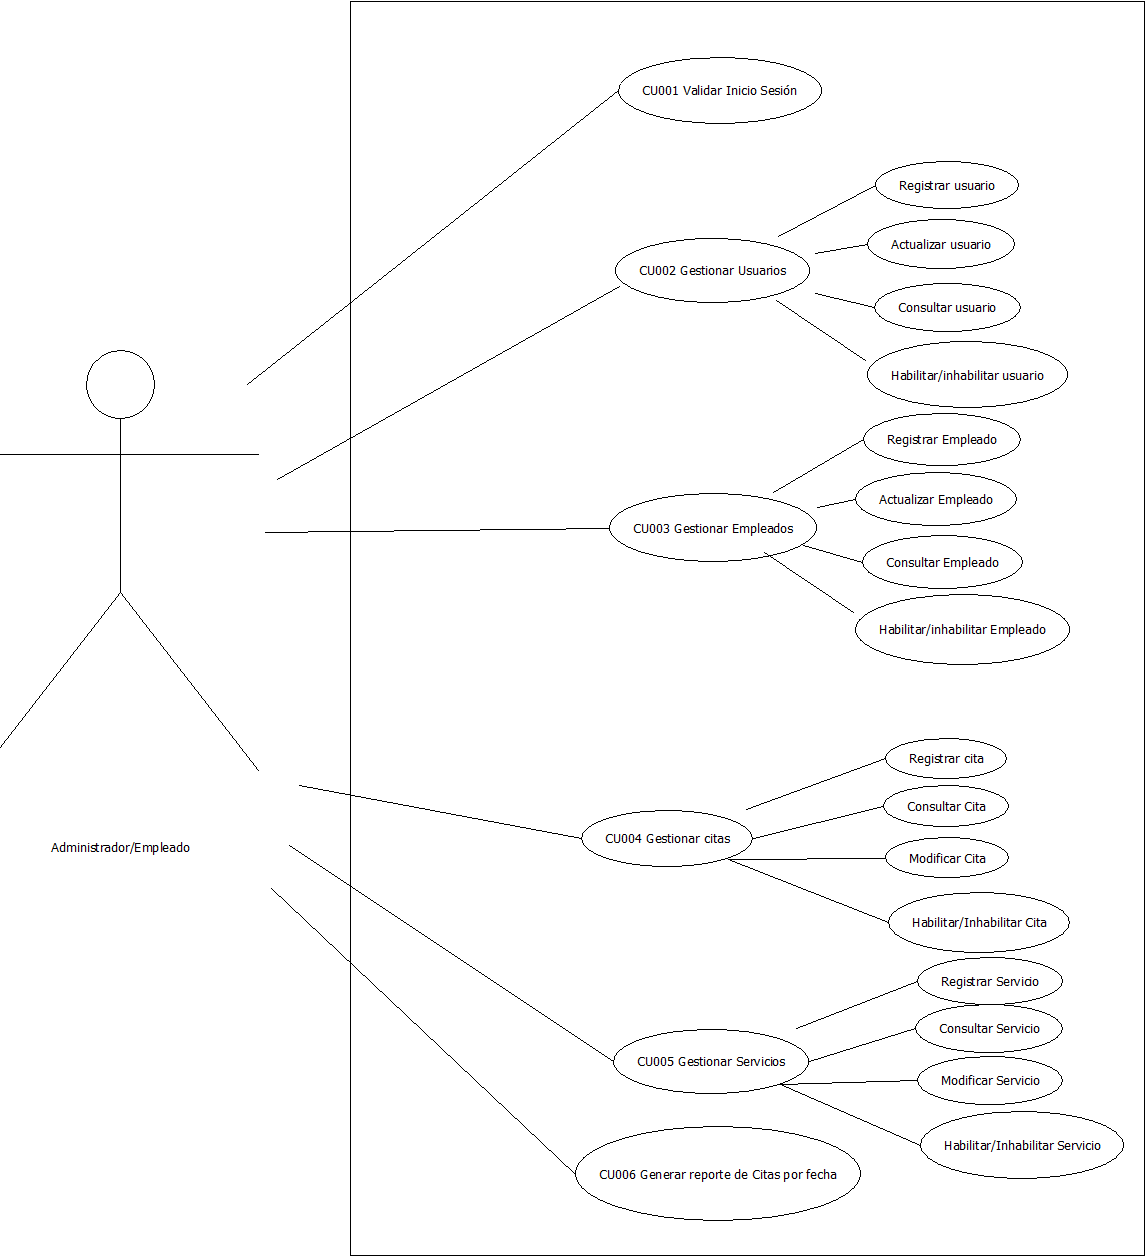 CU001 Validar Inicio Sesión
Registrar usuario
Actualizar usuario
CU002 Gestionar Usuarios
Consultar usuario
Habilitar/inhabilitar usuario
Registrar Empleado
Actualizar Empleado
CU003 Gestionar Empleados
Consultar Empleado
Habilitar/inhabilitar Empleado
Registrar cita
Consultar Cita
CU004 Gestionar citas
Modificar Cita
Habilitar/Inhabilitar Cita
Administrador/Empleado
Registrar Servicio
Consultar Servicio
CU005 Gestionar Servicios
Modificar Servicio
Habilitar/Inhabilitar Servicio
CU006 Generar reporte de Citas por fecha